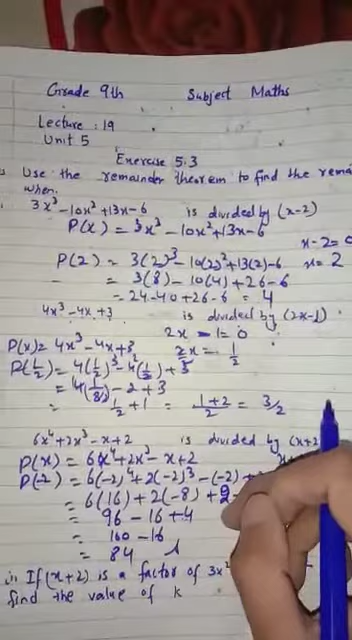 Grade 9th Subject Maths
Lecture : 19
Unit 5
Exercise 5.3
Use the remainder theorem to find the rema
when.
3x³-10x²+13x-6 is divided by (x-2)
P(x) = 3x³-10x²+13x-6
x-2=0
P(2) = 3(2)³-10(2)²+13(2)-6 x = 2
= 3(8)-10(4)+26-6
= 24-40+26-6 = 4
4x³-4x+3 is divided by (2x-1)
2x-1=0
P(x)= 4x³-4x+3 2x = 1/2
P(1/2) = 4(1/2)³-4(1/2)+3
= 4(1/8)-2+3
= 1/2+1 = 1+2/2 = 3/2
6x⁴+2x³-x+2 is divided by (x+2
P(x) = 6x⁴+2x³-x+2
P(-2) = 6(-2)⁴+2(-2)³-(-2)+
= 6(16)+2(-8)+
= 96-16+4
= 100-16
= 84
If (x+2) is a factor of 3x²
find the value of k